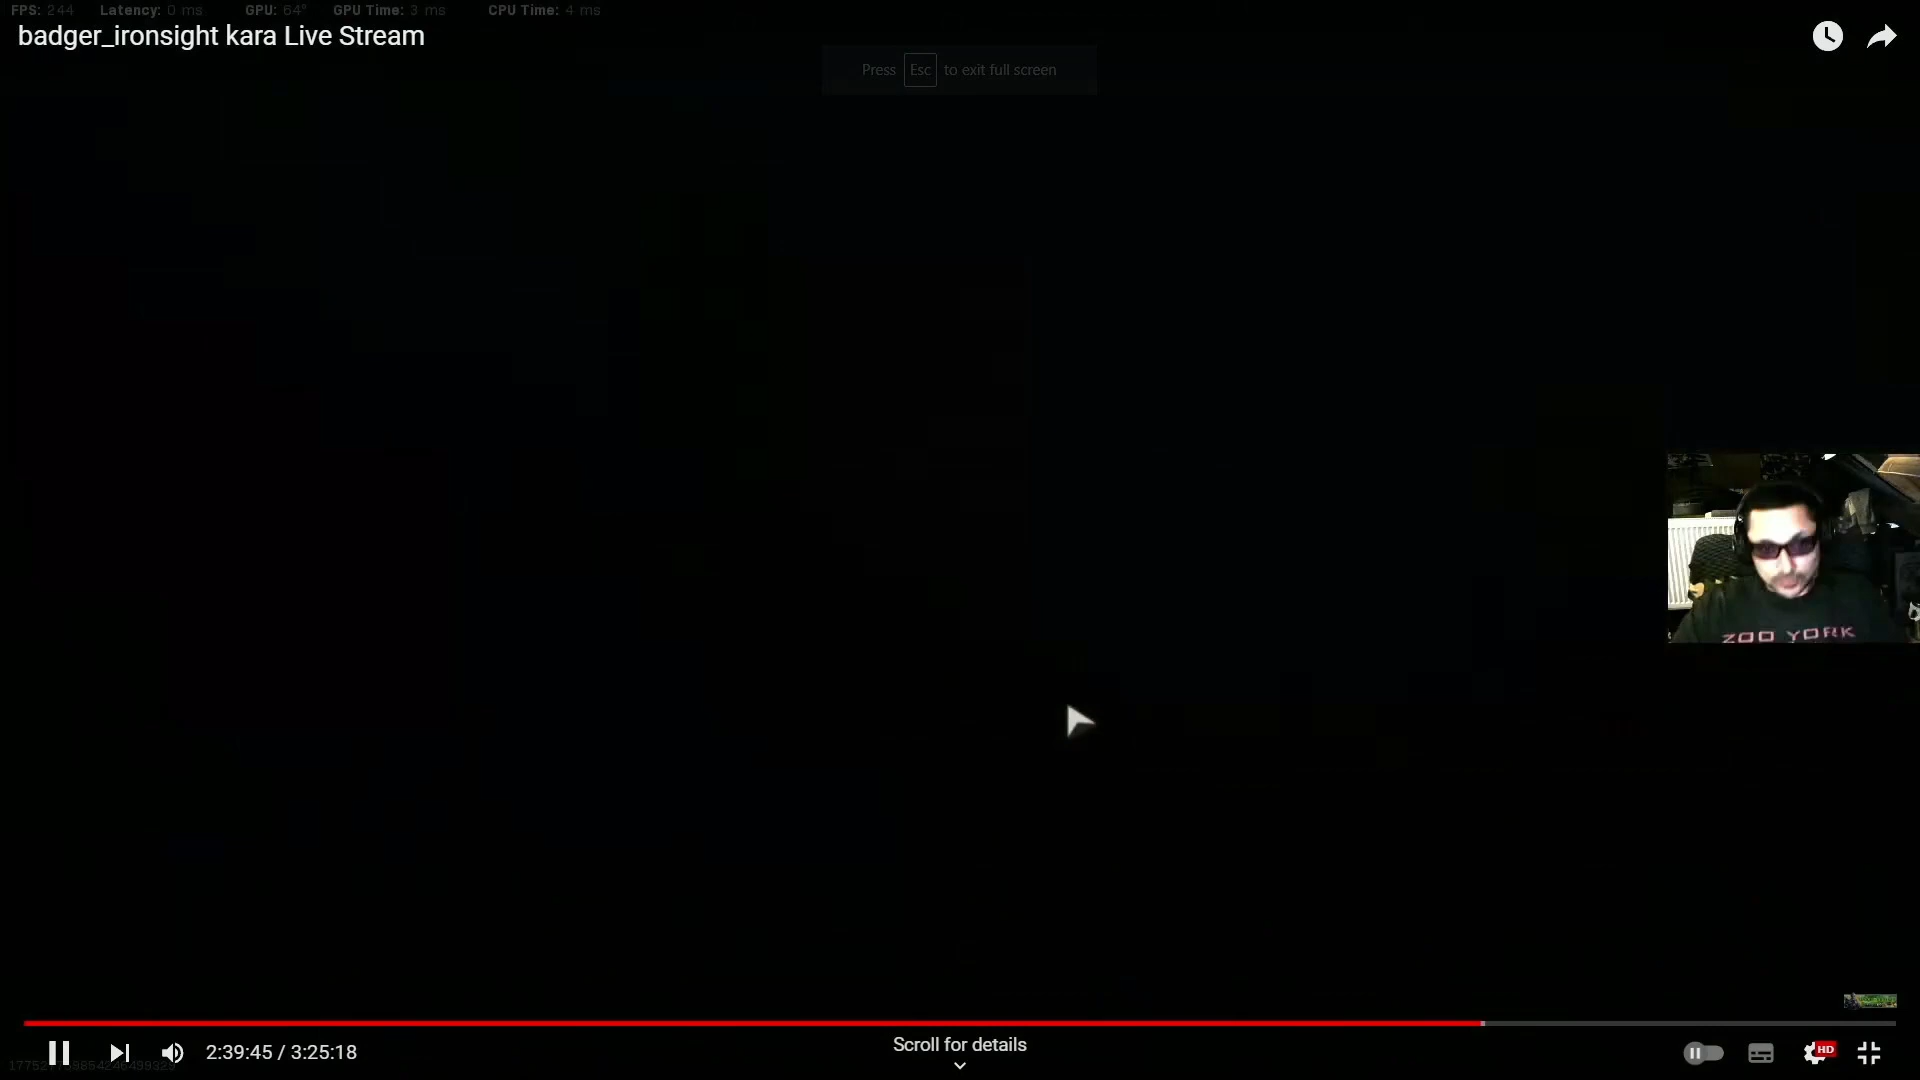 FPS: 244 Latency: 0 ms GPU: 64° GPU Time: 3 ms CPU Time: 4 ms
badger_ironsight kara Live Stream
Press Esc to exit full screen
ZOO YORK
Scroll for details
2:39:45 / 3:25:18
HD